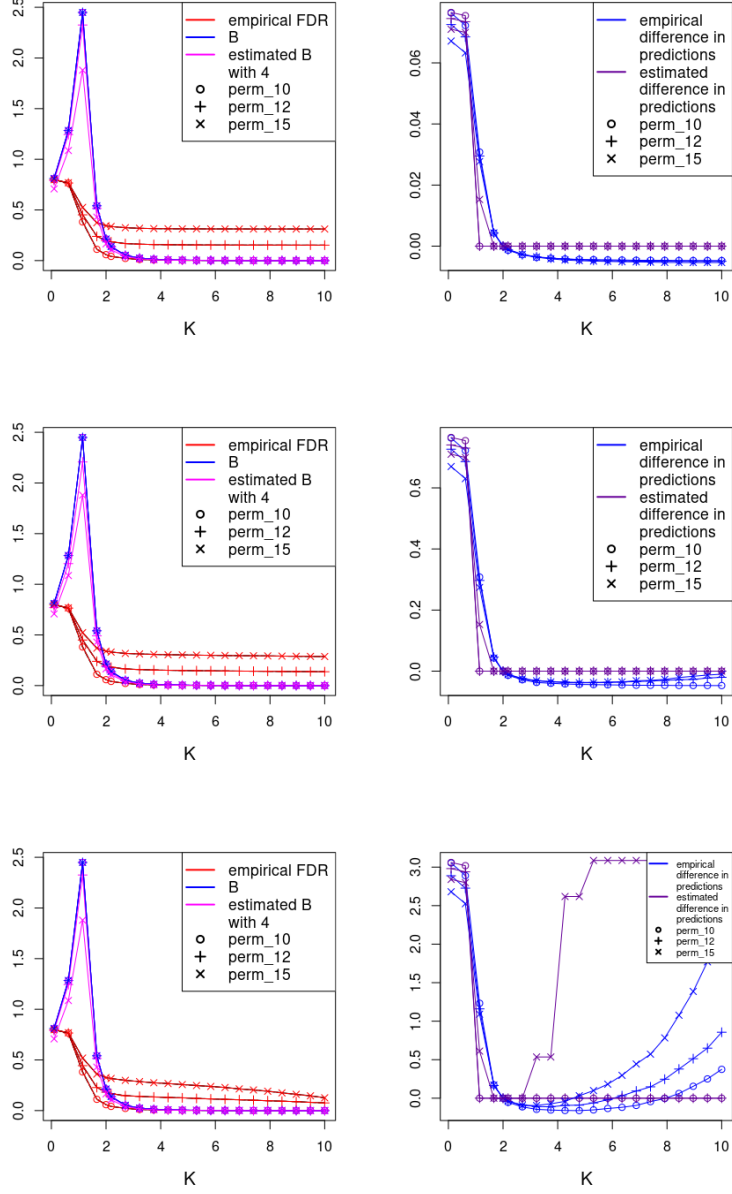 empirical FDR
B
estimated B
with 4
perm_10
perm_12
perm_15
0.0 0.5 1.0 1.5 2.0 2.5
0 2 4 6 8 10
K
empirical
difference in
predictions
estimated
difference in
predictions
perm_10
perm_12
perm_15
0.00 0.02 0.04 0.06
0 2 4 6 8 10
K
empirical FDR
B
estimated B
with 4
perm_10
perm_12
perm_15
0.0 0.5 1.0 1.5 2.0 2.5
0 2 4 6 8 10
K
empirical
difference in
predictions
estimated
difference in
predictions
perm_10
perm_12
perm_15
0.0 0.2 0.4 0.6
0 2 4 6 8 10
K
empirical FDR
B
estimated B
with 4
perm_10
perm_12
perm_15
0.0 0.5 1.0 1.5 2.0 2.5
0 2 4 6 8 10
K
empirical
difference in
predictions
estimated
difference in
predictions
perm_10
perm_12
perm_15
0.0 0.5 1.0 1.5 2.0 2.5 3.0
0 2 4 6 8 10
K